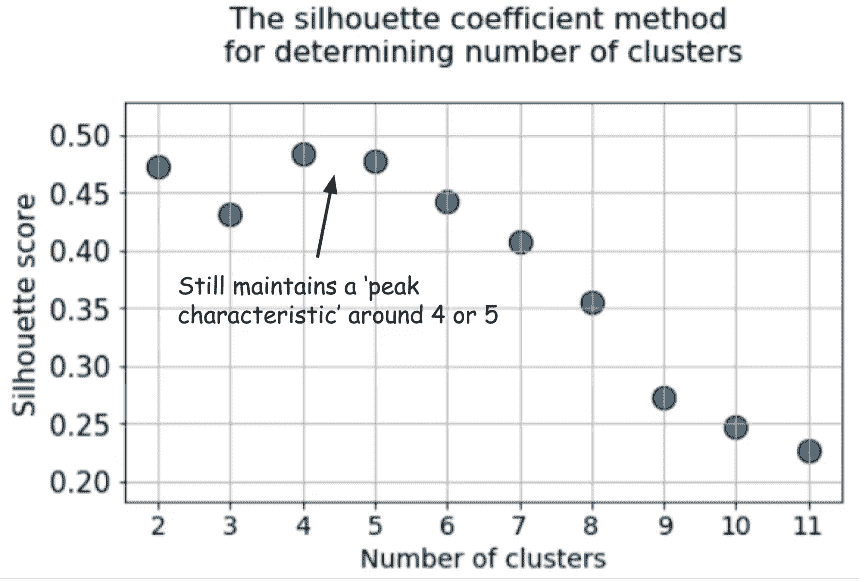 The silhouette coefficient method
for determining number of clusters
0.50
0.45
0.40
0.35
0.30
0.25
0.20
Silhouette score
Still maintains a 'peak
characteristic' around 4 or 5
2 3 4 5 6 7 8 9 10 11
Number of clusters